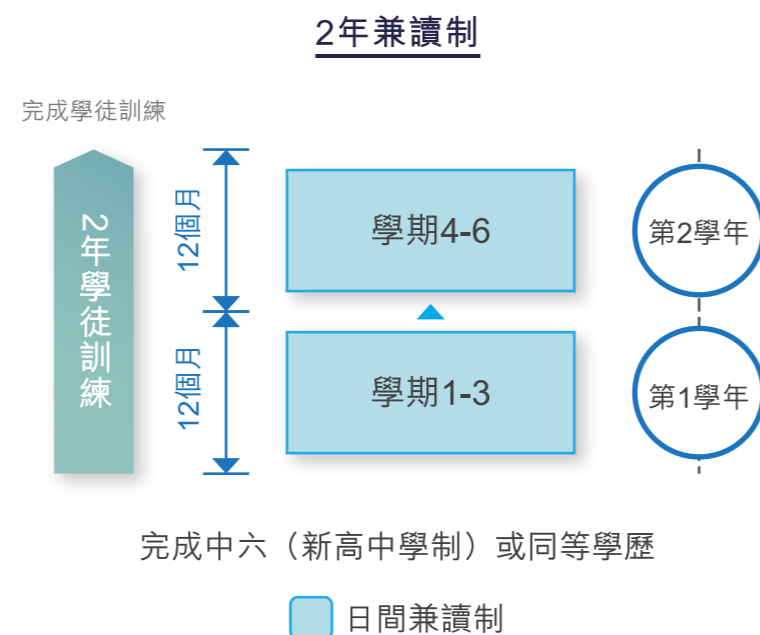 2年兼讀制
完成學徒訓練
2年學徒訓練
12個月
學期4-6
第2學年
12個月
學期1-3
第1學年
完成中六（新高中學制）或同等學歷
日間兼讀制